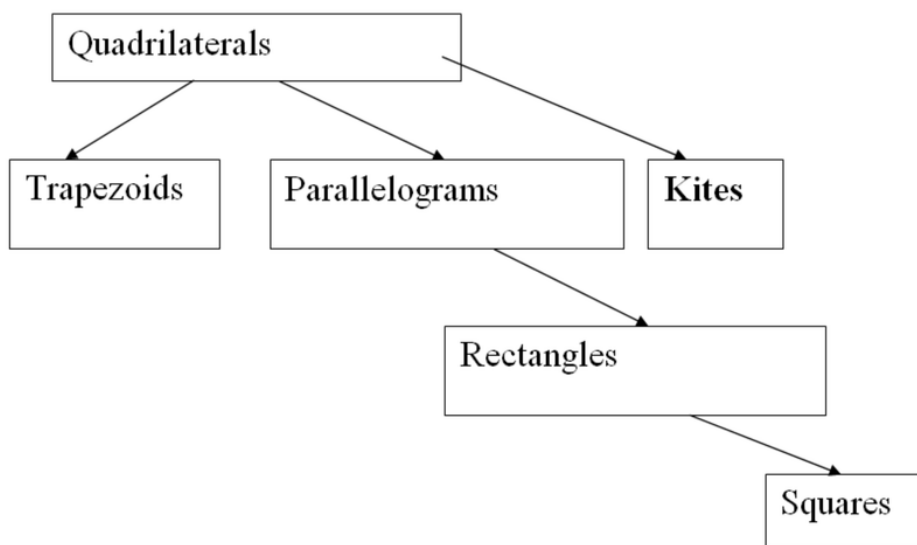 Quadrilaterals
Trapezoids
Parallelograms
Kites
Rectangles
Squares